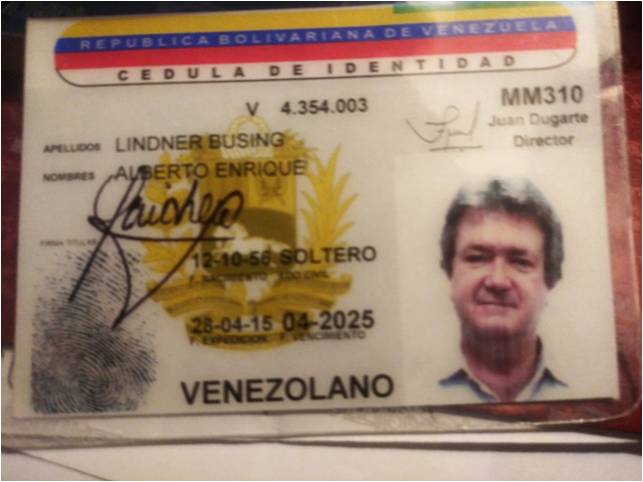 REPUBLICA BOLIVARIANA DE VENEZUELA
CEDULA DE IDENTIDAD
V 4.354.003
MM310
Juan Dugarte
Director
APELLIDOS LINDNER BUSING
NOMBRES ALBERTO ENRIQUE
FIRMA TITULAR
12-10-56 SOLTERO
F. NACIMIENTO EDO CIVIL
28-04-15 04-2025
F. EXPEDICION F. VENCIMIENTO
VENEZOLANO